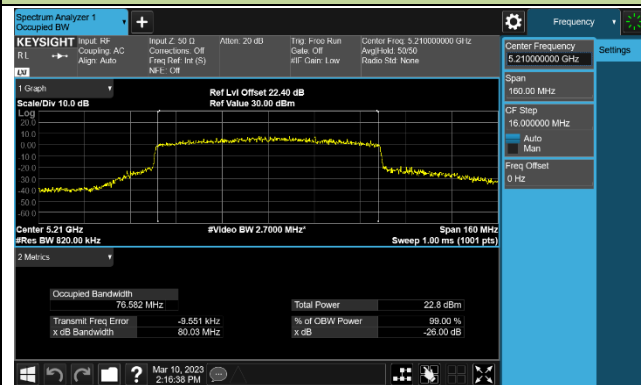 Spectrum Analyzer 1
Occupied BW
+
Frequency
KEYSIGHT
R L
LXI
Input: RF
Coupling: AC
Align: Auto
Input Z: 50 Ω
Corrections: Off
Freq Ref: Int (S)
NFE: Off
Atten: 20 dB
Trig: Free Run
Gate: Off
#IF Gain: Low
Center Freq: 5.210000000 GHz
Avg|Hold: 50/50
Radio Std: None
Center Frequency
5.210000000 GHz
Settings
Span
160.00 MHz
CF Step
16.000000 MHz
Auto
Man
Freq Offset
0 Hz
1 Graph
Scale/Div 10.0 dB
Ref Lvl Offset 22.40 dB
Ref Value 30.00 dBm
Log
20.0
10.0
0.00
-10.0
-20.0
-30.0
-40.0
-50.0
-60.0
Center 5.21 GHz
#Res BW 820.00 kHz
#Video BW 2.7000 MHz*
Span 160 MHz
Sweep 1.00 ms (1001 pts)
2 Metrics
Occupied Bandwidth
76.582 MHz
Total Power 22.8 dBm
Transmit Freq Error -9.551 kHz
% of OBW Power 99.00 %
x dB Bandwidth 80.03 MHz
x dB -26.00 dB
?
Mar 10, 2023
2:16:38 PM